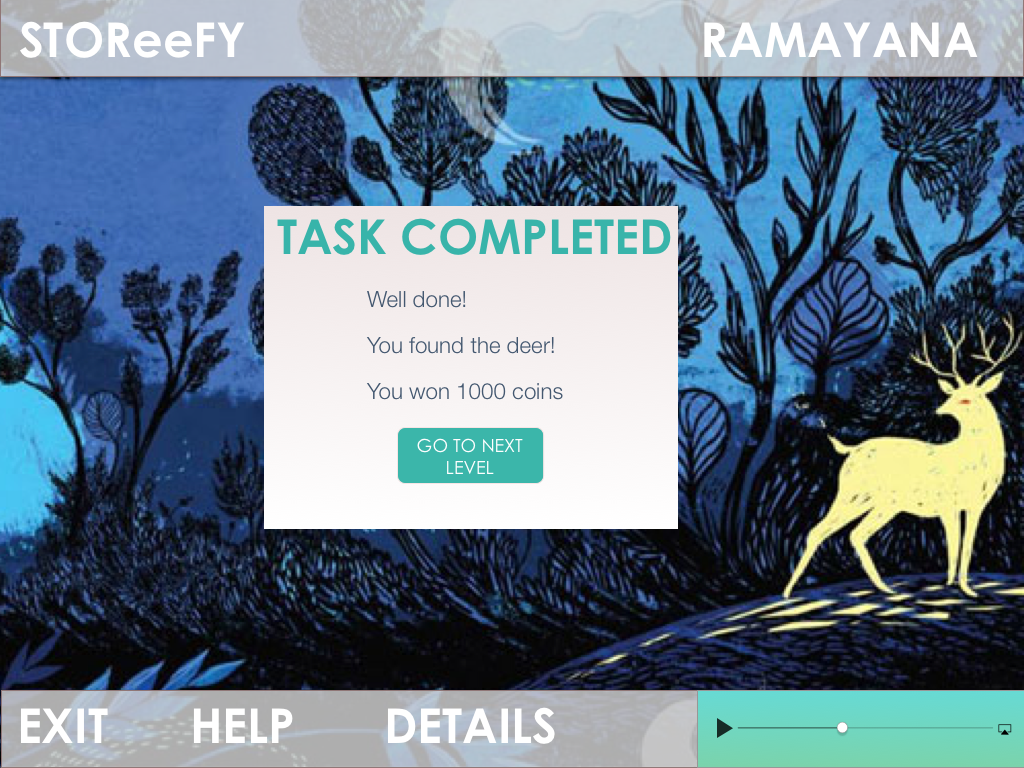 STOReeFY
RAMAYANA
TASK COMPLETED
Well done!
You found the deer!
You won 1000 coins
GO TO NEXT
LEVEL
EXIT
HELP
DETAILS